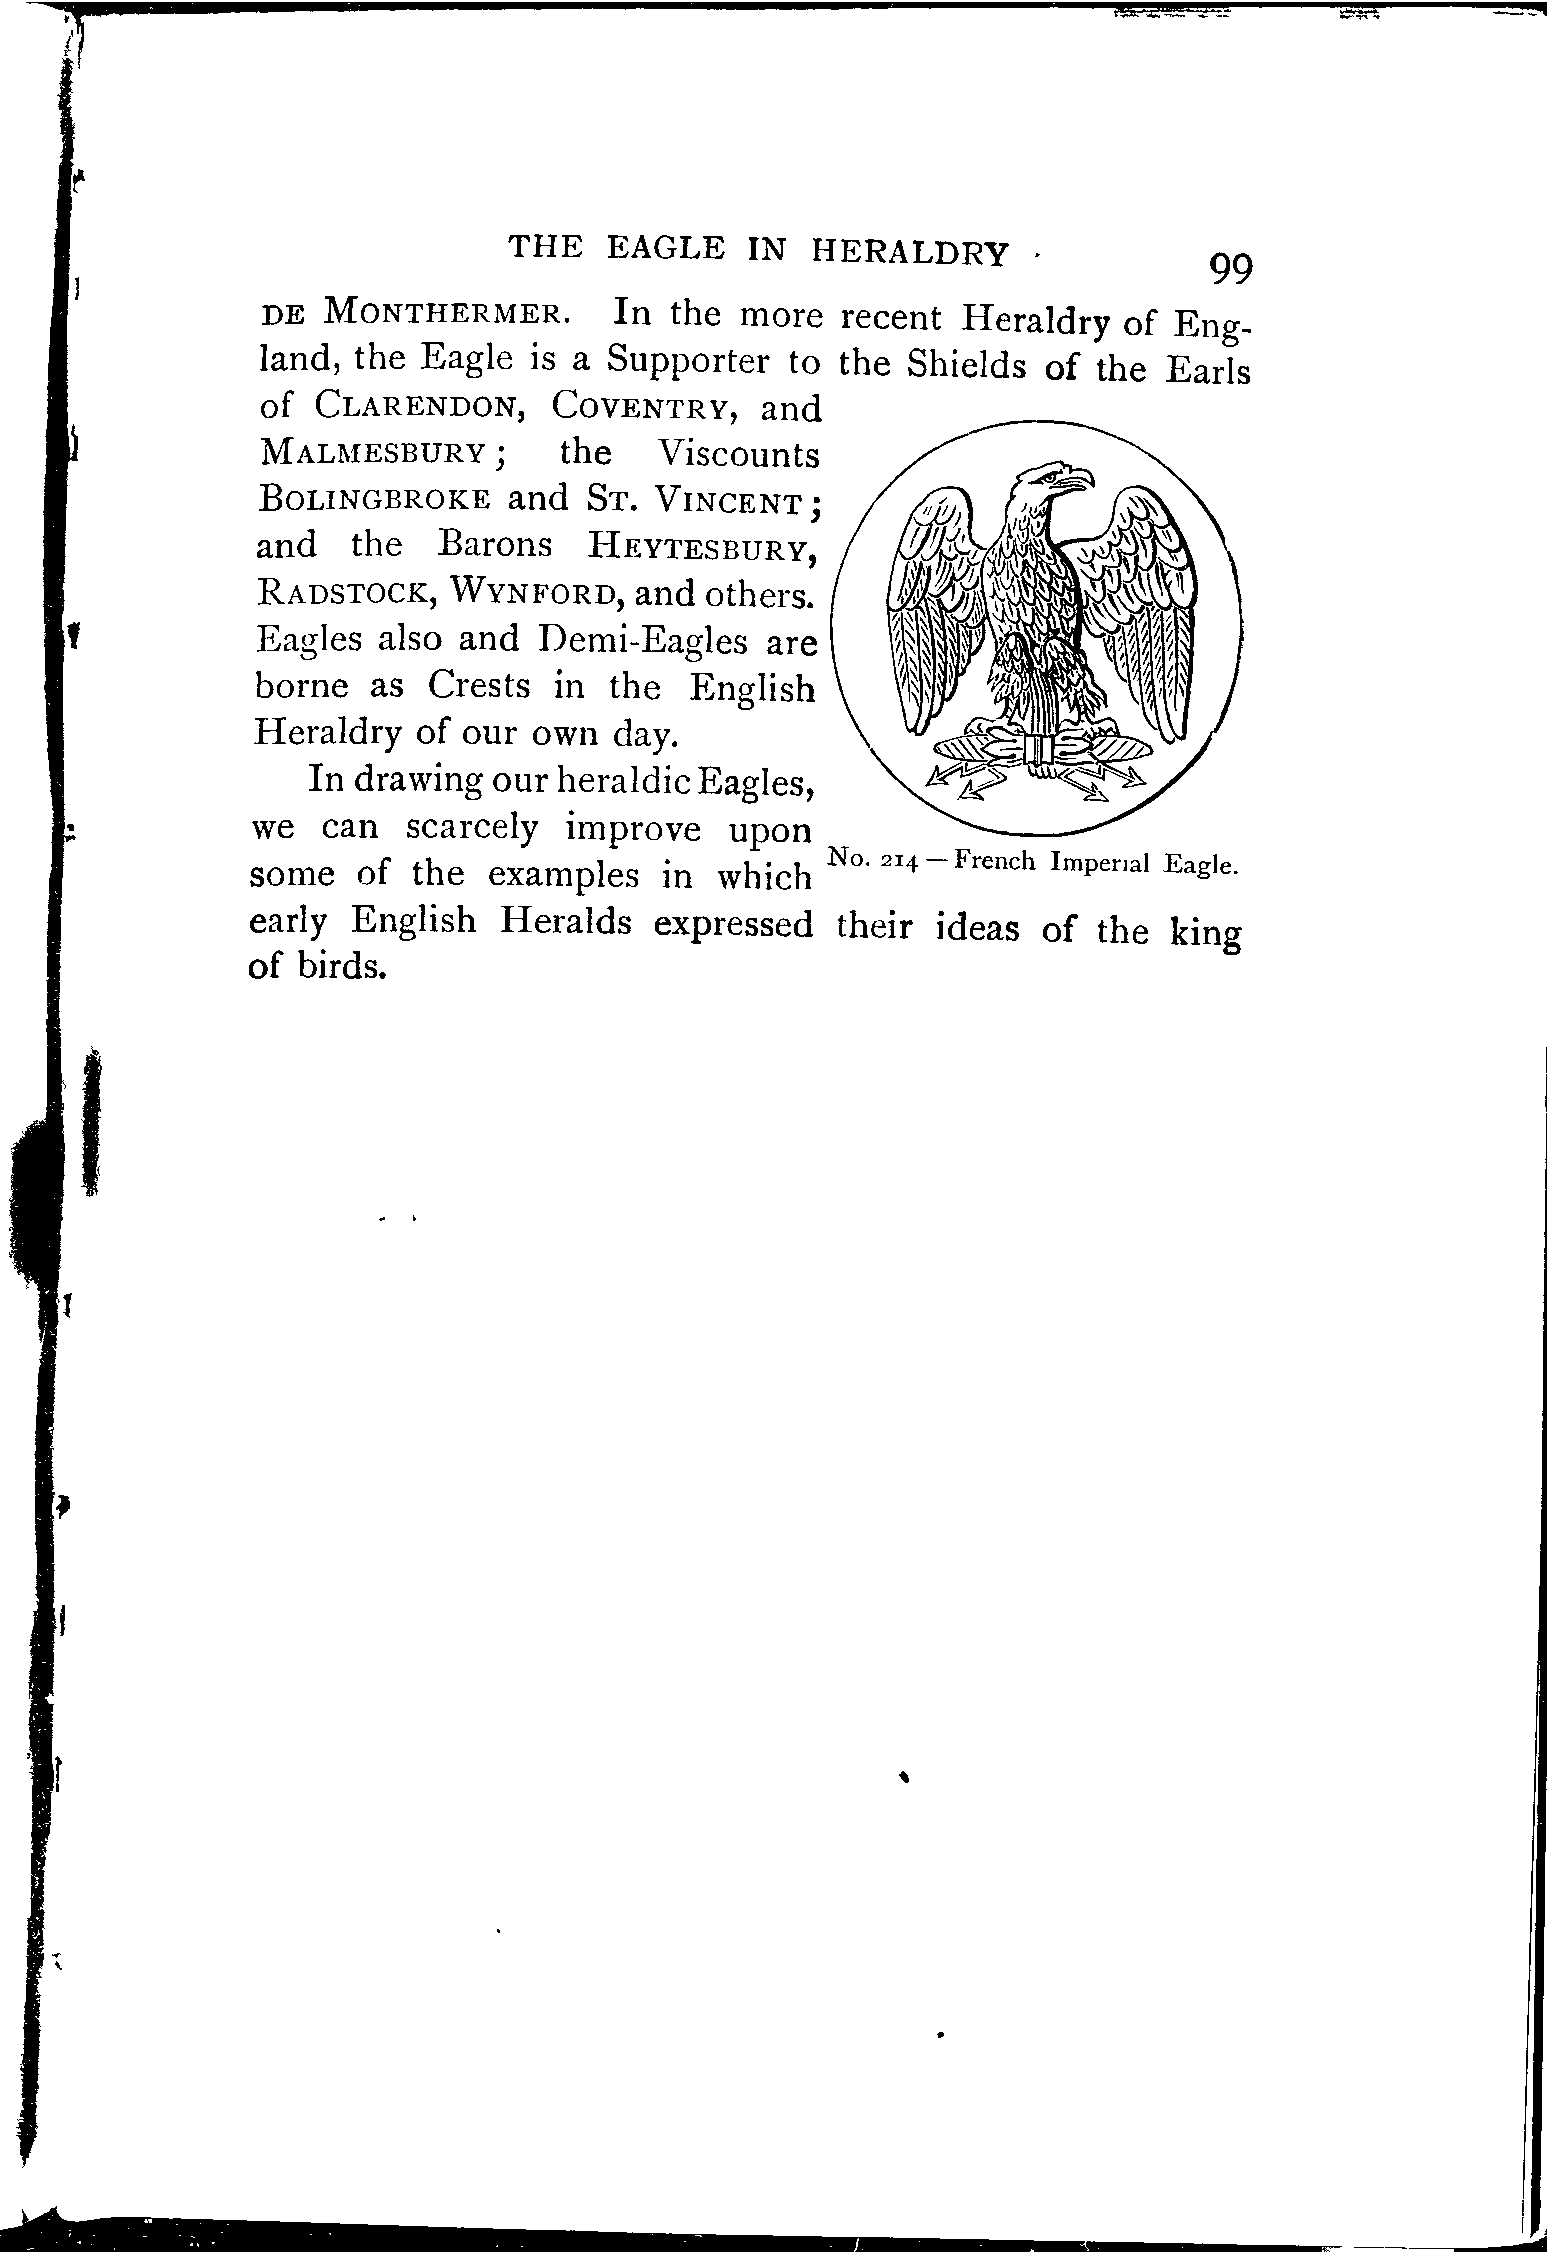 THE EAGLE IN HERALDRY 99
DE MONTHERMER. In the more recent Heraldry of Eng-
land, the Eagle is a Supporter to the Shields of the Earls
of CLARENDON, COVENTRY, and
MALMESBURY; the Viscounts
BOLINGBROKE and ST. VINCENT;
and the Barons HEYTESBURY,
RADSTOCK, WYNFORD, and others.
Eagles also and Demi-Eagles are
borne as Crests in the English
Heraldry of our own day.
In drawing our heraldic Eagles,
we can scarcely improve upon
some of the examples in which
No. 214—French Imperial Eagle.
early English Heralds expressed their ideas of the king
of birds.